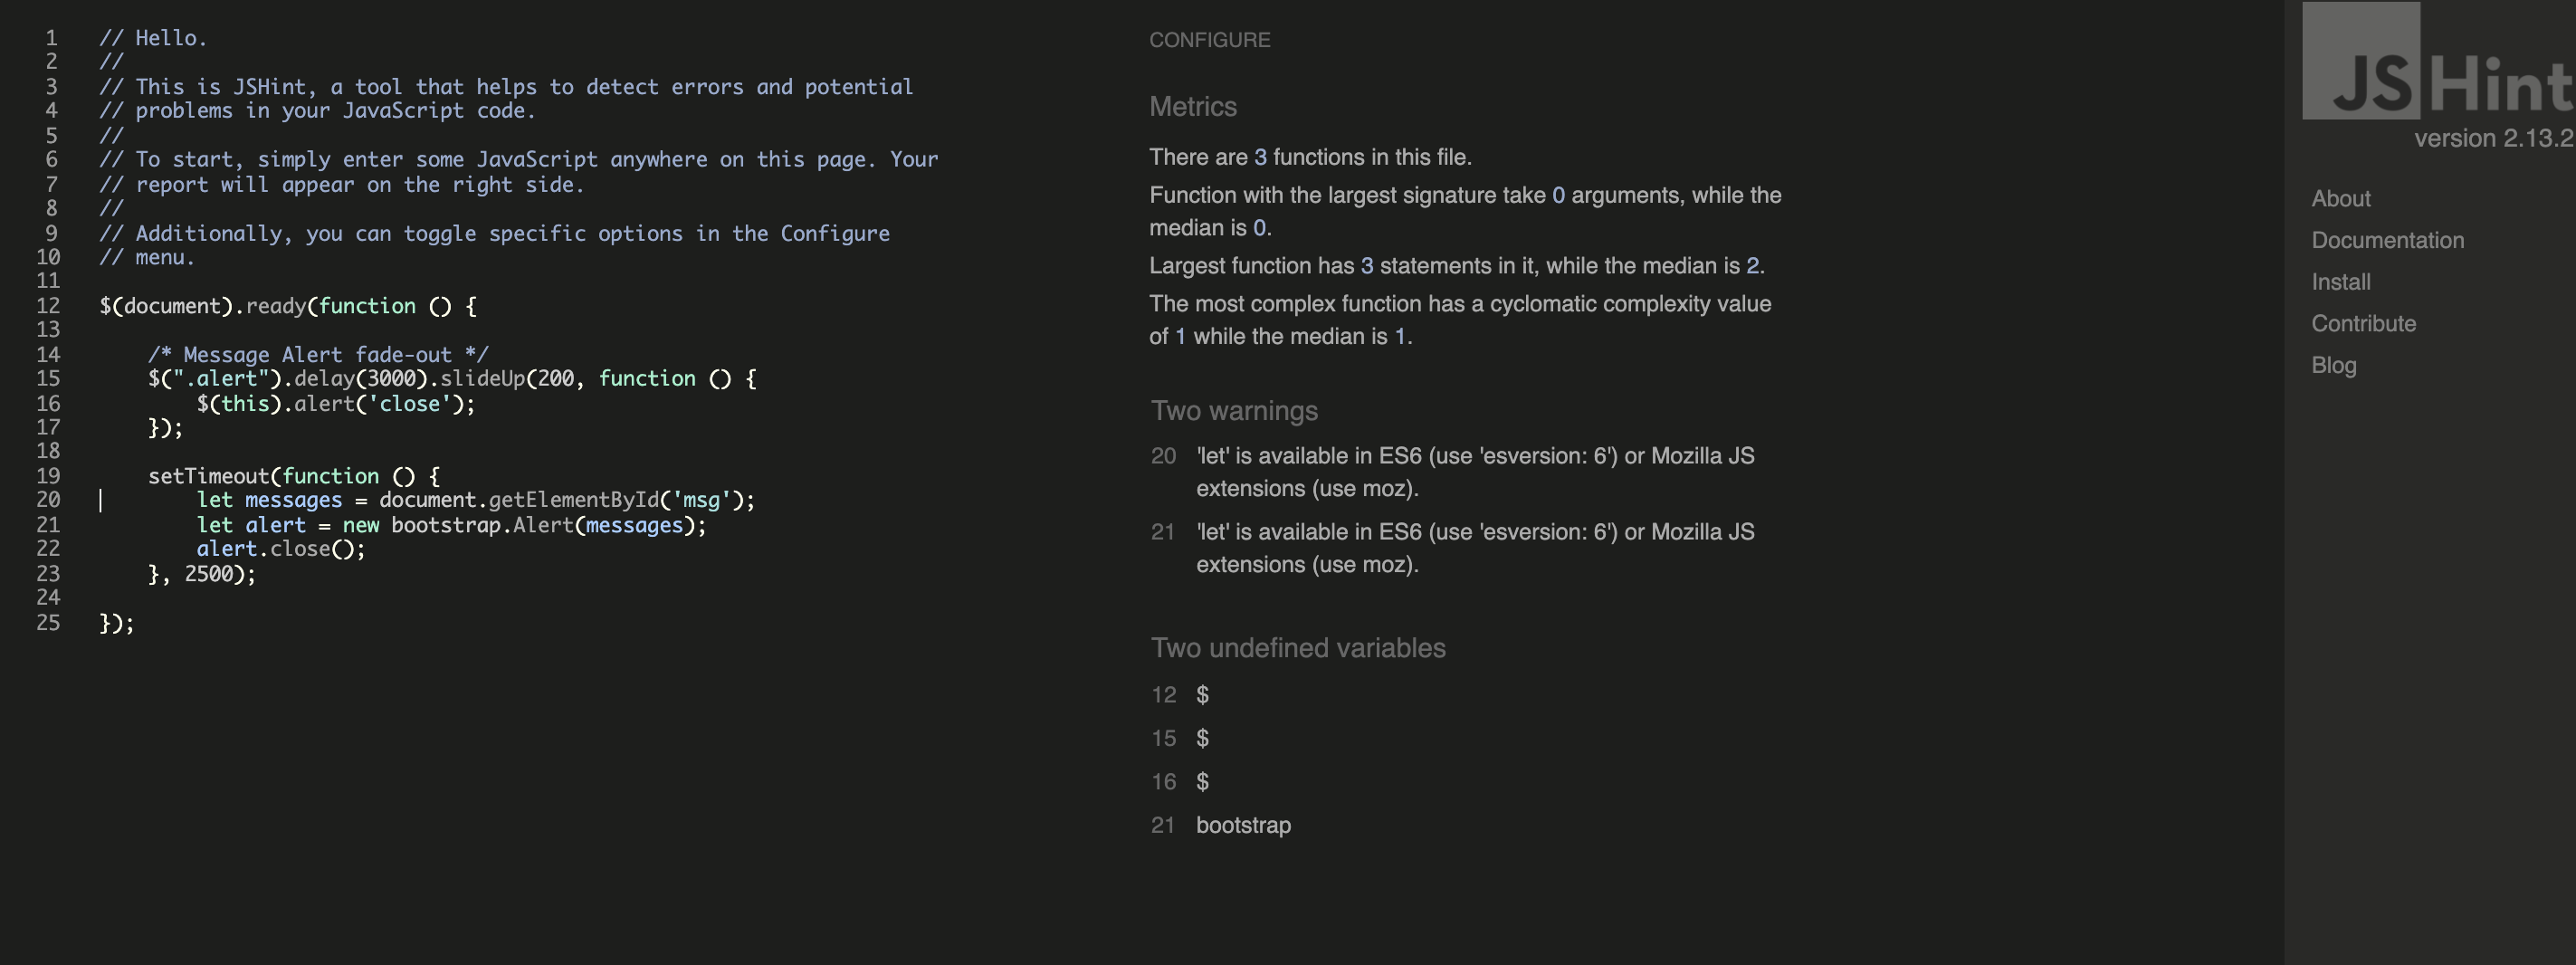 1 // Hello.
2 //
3 // This is JSHint, a tool that helps to detect errors and potential
4 // problems in your JavaScript code.
5 //
6 // To start, simply enter some JavaScript anywhere on this page. Your
7 // report will appear on the right side.
8 //
9 // Additionally, you can toggle specific options in the Configure
10 // menu.
11
12 $(document).ready(function () {
13
14     /* Message Alert fade-out */
15     $(".alert").delay(3000).slideUp(200, function () {
16         $(this).alert('close');
17     });
18
19     setTimeout(function () {
20         let messages = document.getElementById('msg');
21         let alert = new bootstrap.Alert(messages);
22         alert.close();
23     }, 2500);
24
25 });
CONFIGURE
Metrics
There are 3 functions in this file.
Function with the largest signature take 0 arguments, while the
median is 0.
Largest function has 3 statements in it, while the median is 2.
The most complex function has a cyclomatic complexity value
of 1 while the median is 1.
Two warnings
20 'let' is available in ES6 (use 'esversion: 6') or Mozilla JS
extensions (use moz).
21 'let' is available in ES6 (use 'esversion: 6') or Mozilla JS
extensions (use moz).
Two undefined variables
12 $
15 $
16 $
21 bootstrap
JSHint
version 2.13.2
About
Documentation
Install
Contribute
Blog